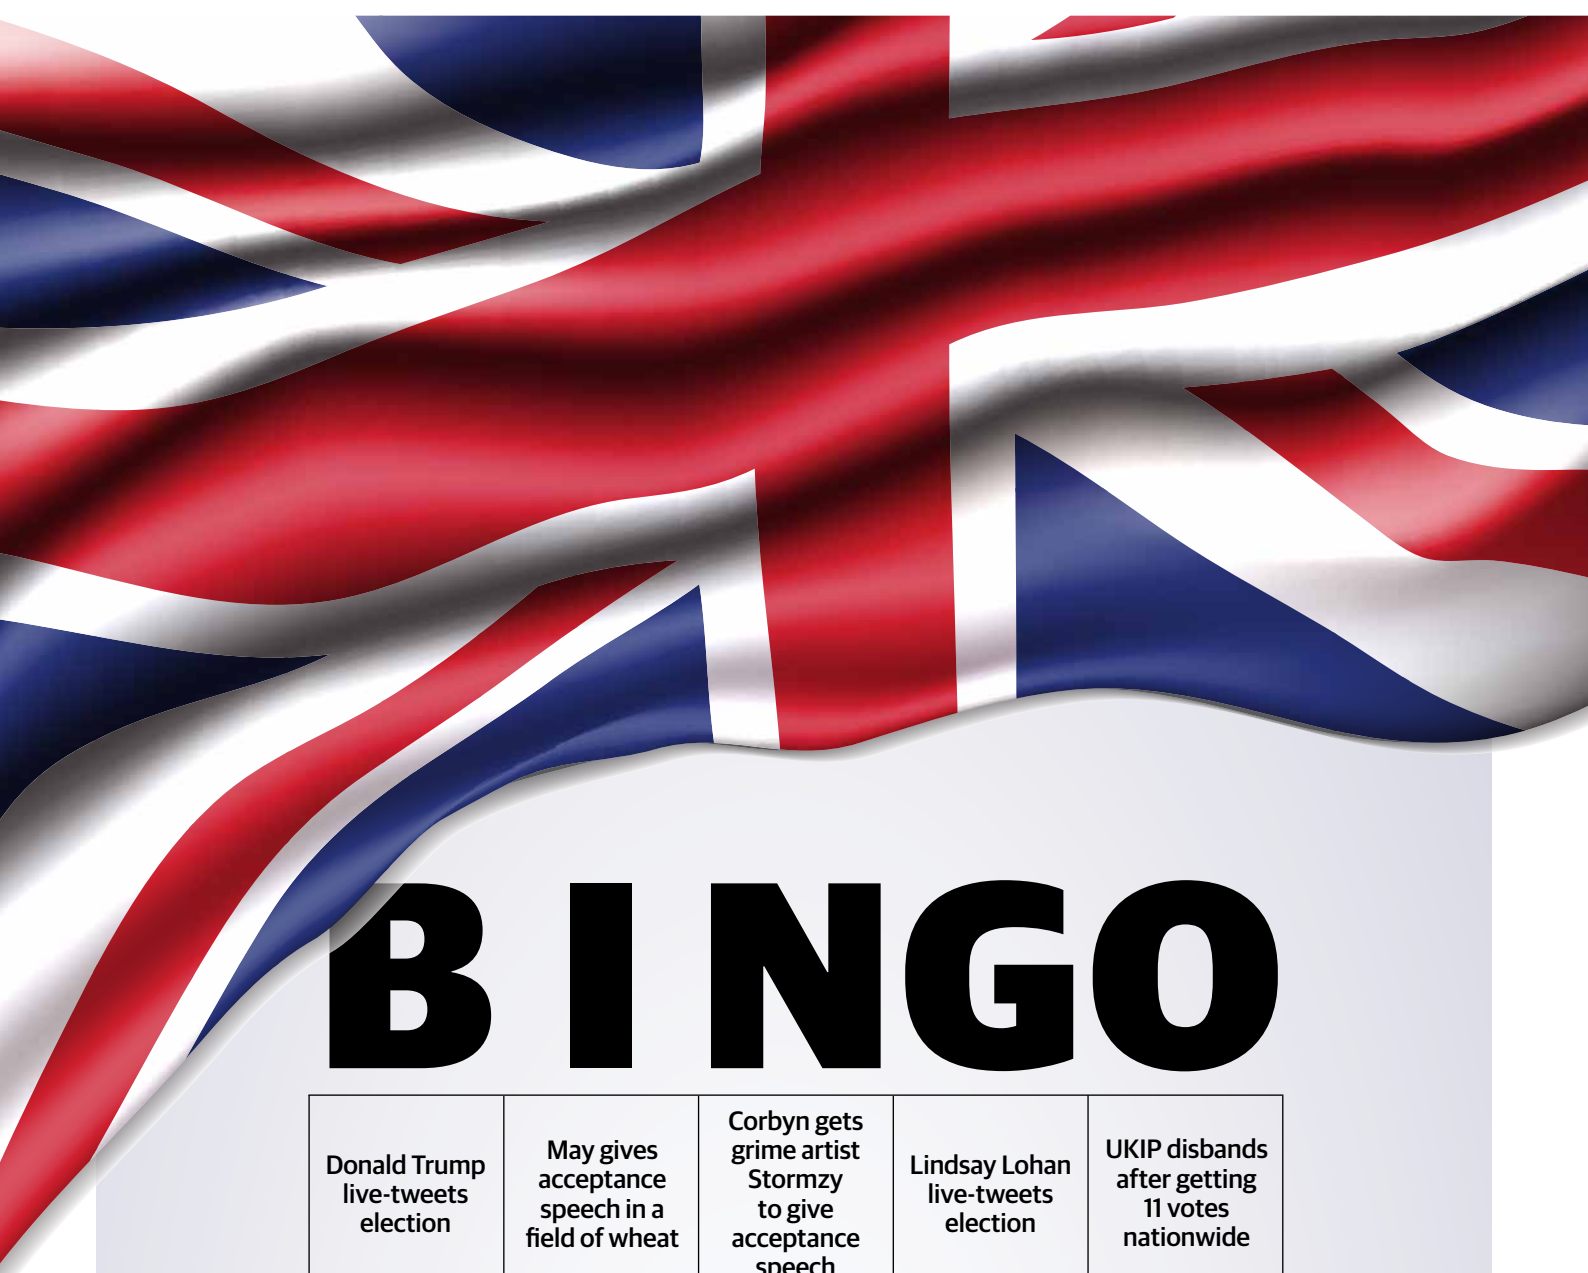 BINGO
Donald Trump
live-tweets
election
May gives
acceptance
speech in a
field of wheat
Corbyn gets
grime artist
Stormzy
to give
acceptance
speech
Lindsay Lohan
live-tweets
election
UKIP disbands
after getting
11 votes
nationwide